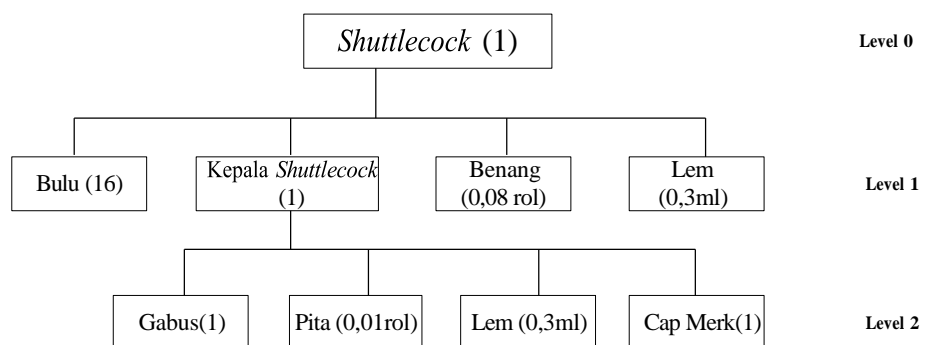 Shuttlecock (1)
Level 0
Bulu (16)
Kepala Shuttlecock
(1)
Benang
(0,08 rol)
Lem
(0,3ml)
Level 1
Gabus(1)
Pita (0,01rol)
Lem (0,3ml)
Cap Merk(1)
Level 2